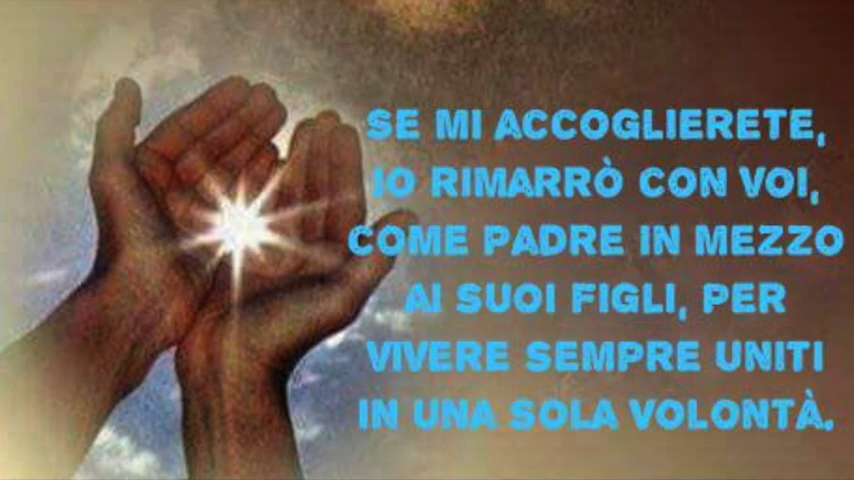 SE MI ACCOGLIERETE,
IO RIMARRÒ CON VOI,
COME PADRE IN MEZZO
AI SUOI FIGLI, PER
VIVERE SEMPRE UNITI
IN UNA SOLA VOLONTÀ.